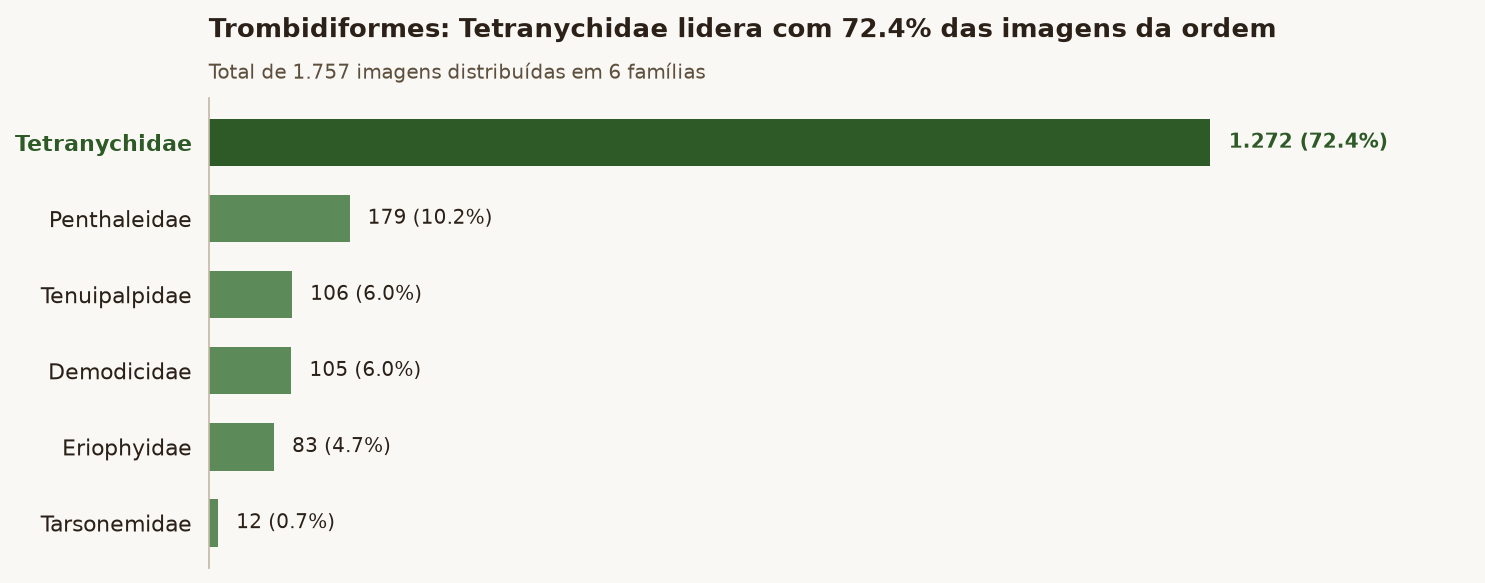 Trombidiformes: Tetranychidae lidera com 72.4% das imagens da ordem
Total de 1.757 imagens distribuídas em 6 famílias
Tetranychidae 1.272 (72.4%)
Penthaleidae 179 (10.2%)
Tenuipalpidae 106 (6.0%)
Demodicidae 105 (6.0%)
Eriophyidae 83 (4.7%)
Tarsonemidae 12 (0.7%)